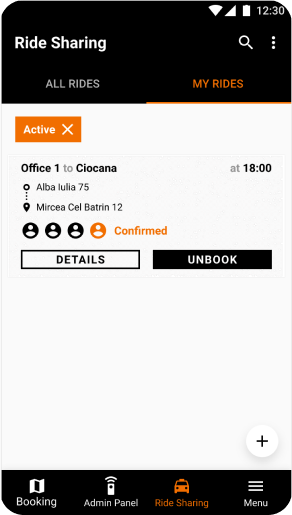 12:30
Ride Sharing
ALL RIDES MY RIDES
Active
Office 1 to Ciocana at 18:00
Alba Iulia 75
Mircea Cel Batrin 12
Confirmed
DETAILS UNBOOK
Booking Admin Panel Ride Sharing Menu